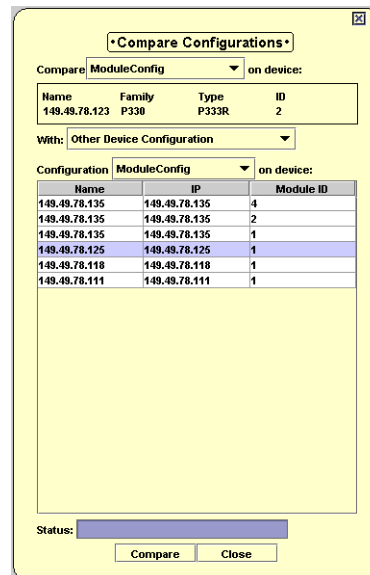 •Compare Configurations•
Compare ModuleConfig on device:
Name Family Type ID
149.49.78.123 P330 P333R 2
With: Other Device Configuration
Configuration ModuleConfig on device:
Name IP Module ID
149.49.78.135 149.49.78.135 4
149.49.78.135 149.49.78.135 2
149.49.78.135 149.49.78.135 1
149.49.78.125 149.49.78.125 1
149.49.78.118 149.49.78.118 1
149.49.78.111 149.49.78.111 1
Status:
Compare Close